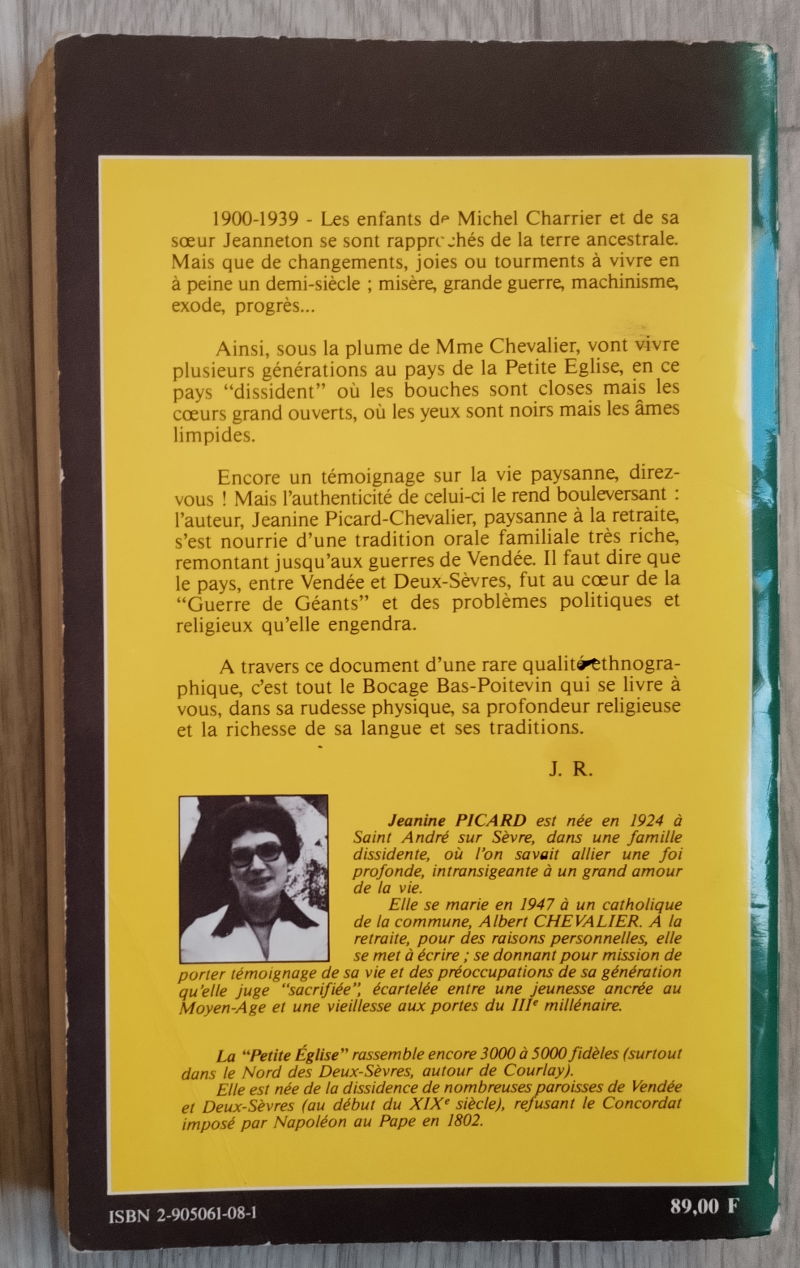 1900-1939 - Les enfants de Michel Charrier et de sa
sœur Jeanneton se sont rapprochés de la terre ancestrale.
Mais que de changements, joies ou tourments à vivre en
à peine un demi-siècle ; misère, grande guerre, machinisme,
exode, progrès...
Ainsi, sous la plume de Mme Chevalier, vont vivre
plusieurs générations au pays de la Petite Eglise, en ce
pays “dissident” où les bouches sont closes mais les
cœurs grand ouverts, où les yeux sont noirs mais les âmes
limpides.
Encore un témoignage sur la vie paysanne, direz-
vous ! Mais l’authenticité de celui-ci le rend bouleversant :
l’auteur, Jeanine Picard-Chevalier, paysanne à la retraite,
s’est nourrie d’une tradition orale familiale très riche,
remontant jusqu’aux guerres de Vendée. Il faut dire que
le pays, entre Vendée et Deux-Sèvres, fut au cœur de la
“Guerre de Géants” et des problèmes politiques et
religieux qu’elle engendra.
A travers ce document d’une rare qualité ethnogra-
phique, c’est tout le Bocage Bas-Poitevin qui se livre à
vous, dans sa rudesse physique, sa profondeur religieuse
et la richesse de sa langue et ses traditions.
J. R.
Jeanine PICARD est née en 1924 à
Saint André sur Sèvre, dans une famille
dissidente, où l’on savait allier une foi
profonde, intransigeante à un grand amour
de la vie.
Elle se marie en 1947 à un catholique
de la commune, Albert CHEVALIER. A la
retraite, pour des raisons personnelles, elle
se met à écrire ; se donnant pour mission de
porter témoignage de sa vie et des préoccupations de sa génération
qu’elle juge “sacrifiée”, écartelée entre une jeunesse ancrée au
Moyen-Age et une vieillesse aux portes du IIIᵉ millénaire.
La “Petite Église” rassemble encore 3000 à 5000 fidèles (surtout
dans le Nord des Deux-Sèvres, autour de Courlay).
Elle est née de la dissidence de nombreuses paroisses de Vendée
et Deux-Sèvres (au début du XIXᵉ siècle), refusant le Concordat
imposé par Napoléon au Pape en 1802.
ISBN 2-905061-08-1
89,00 F